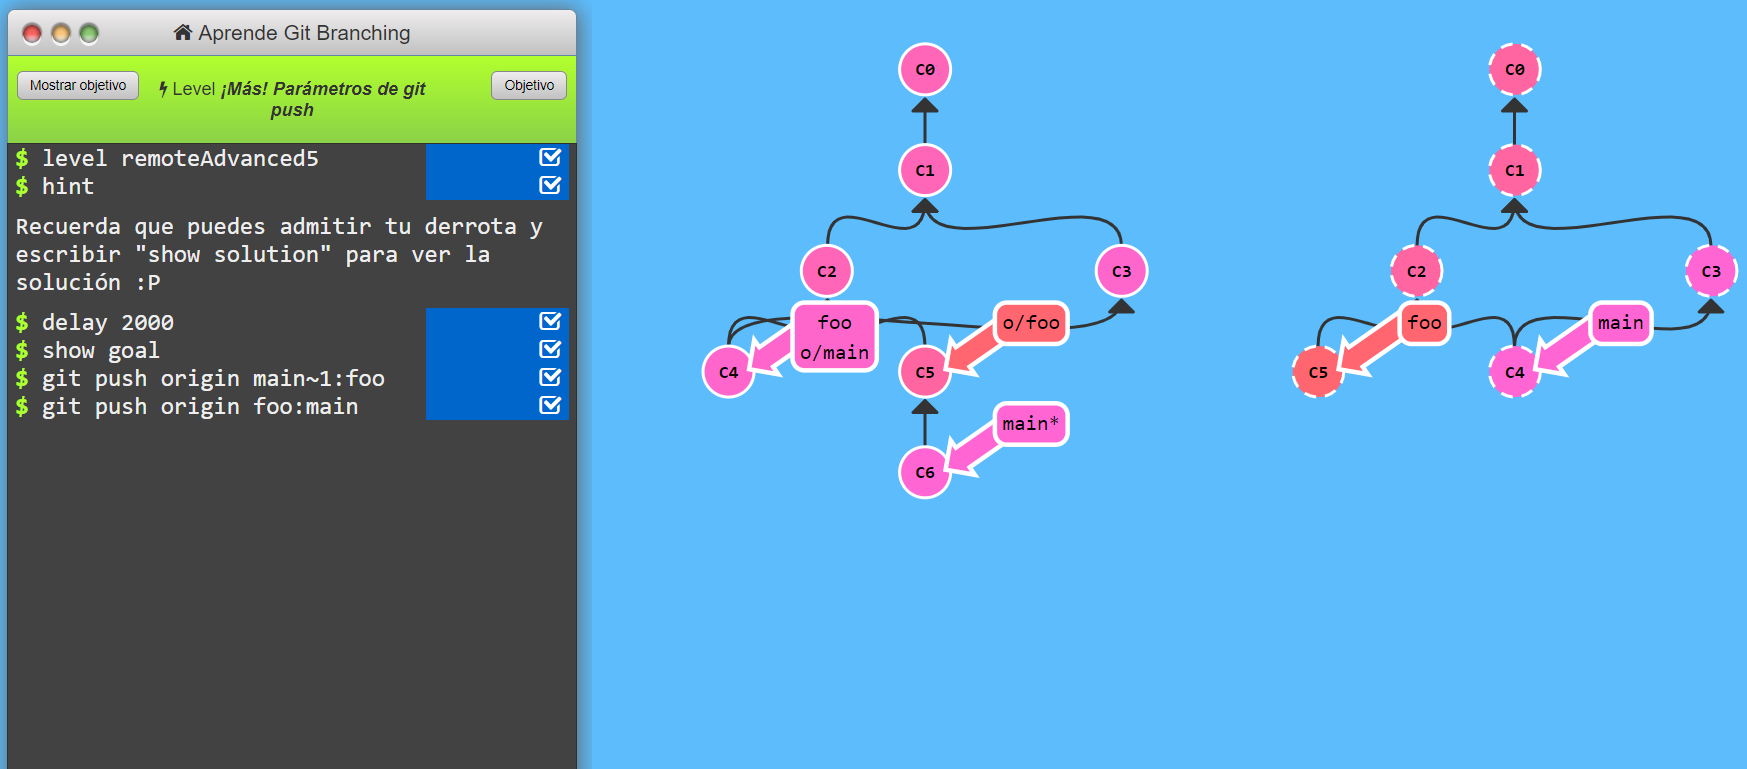 Aprende Git Branching
Mostrar objetivo
Level ¡Más! Parámetros de git
push
Objetivo
$ level remoteAdvanced5
$ hint
Recuerda que puedes admitir tu derrota y
escribir "show solution" para ver la
solución :P
$ delay 2000
$ show goal
$ git push origin main~1:foo
$ git push origin foo:main
C0
C1
C2
C3
foo
o/main
o/foo
C4
C5
main*
C6
C0
C1
C2
C3
foo
main
C5
C4